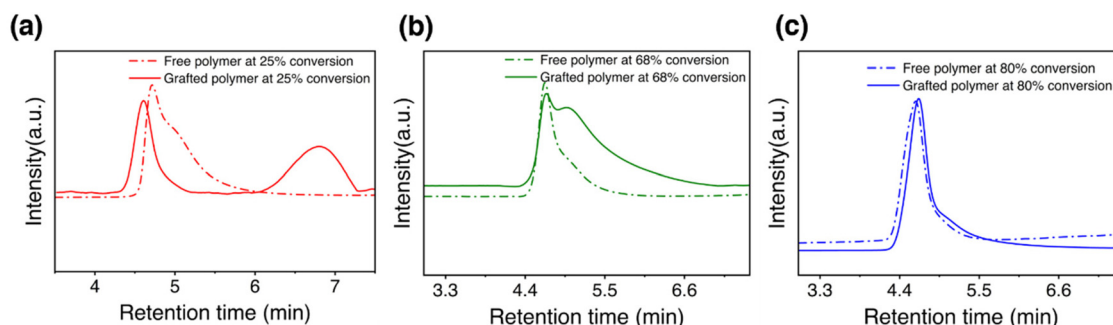 (a)
Free polymer at 25% conversion
Grafted polymer at 25% conversion
Intensity(a.u.)
4 5 6 7
Retention time (min)
(b)
Free polymer at 68% conversion
Grafted polymer at 68% conversion
Intensity(a.u.)
3.3 4.4 5.5 6.6
Retention time (min)
(c)
Free polymer at 80% conversion
Grafted polymer at 80% conversion
Intensity(a.u.)
3.3 4.4 5.5 6.6
Retention time (min)